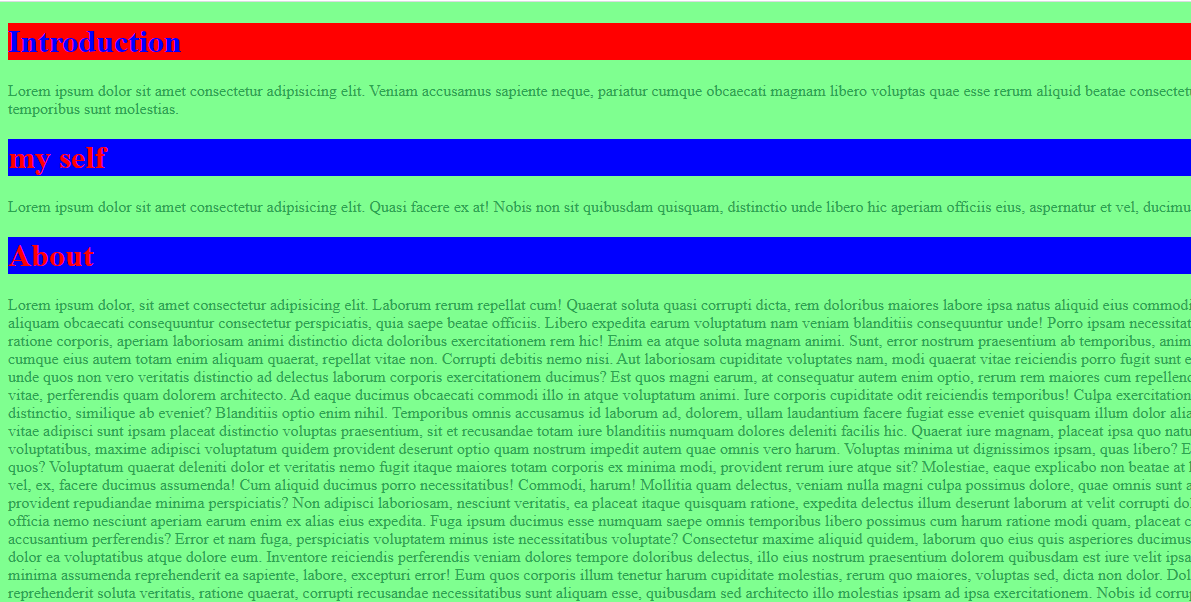 Introduction
Lorem ipsum dolor sit amet consectetur adipisicing elit. Veniam accusamus sapiente neque, pariatur cumque obcaecati magnam libero voluptas quae esse rerum aliquid beatae consectetu
temporibus sunt molestias.
my self
Lorem ipsum dolor sit amet consectetur adipisicing elit. Quasi facere ex at! Nobis non sit quibusdam quisquam, distinctio unde libero hic aperiam officiis eius, aspernatur et vel, ducimu
About
Lorem ipsum dolor, sit amet consectetur adipisicing elit. Laborum rerum repellat cum! Quaerat soluta quasi corrupti dicta, rem doloribus maiores labore ipsa natus aliquid eius commodi
aliquam obcaecati consequuntur consectetur perspiciatis, quia saepe beatae officiis. Libero expedita earum voluptatum nam veniam blanditiis consequuntur unde! Porro ipsam necessitat
ratione corporis, aperiam laboriosam animi distinctio dicta doloribus exercitationem rem hic! Enim ea atque soluta magnam animi. Sunt, error nostrum praesentium ab temporibus, anim
cumque eius autem totam enim aliquam quaerat, repellat vitae non. Corrupti debitis nemo nisi. Aut laboriosam cupiditate voluptates nam, modi quaerat vitae reiciendis porro fugit sunt e
unde quos non vero veritatis distinctio ad delectus laborum corporis exercitationem ducimus? Est quos magni earum, at consequatur autem enim optio, rerum rem maiores cum repellend
vitae, perferendis quam dolorem architecto. Ad eaque ducimus obcaecati commodi illo in atque voluptatum animi. Iure corporis cupiditate odit reiciendis temporibus! Culpa exercitation
distinctio, similique ab eveniet? Blanditiis optio enim nihil. Temporibus omnis accusamus id laborum ad, dolorem, ullam laudantium facere fugiat esse eveniet quisquam illum dolor alia
vitae adipisci sunt ipsam placeat distinctio voluptas praesentium, sit et recusandae totam iure blanditiis numquam dolores deleniti facilis hic. Quaerat iure magnam, placeat ipsa quo natu
voluptatibus, maxime adipisci voluptatum quidem provident deserunt optio quam nostrum impedit autem quae omnis vero harum. Voluptas minima ut dignissimos ipsam, quas libero? E
quos? Voluptatum quaerat deleniti dolor et veritatis nemo fugit itaque maiores totam corporis ex minima modi, provident rerum iure atque sit? Molestiae, eaque explicabo non beatae at
vel, ex, facere ducimus assumenda! Cum aliquid ducimus porro necessitatibus! Commodi, harum! Mollitia quam delectus, veniam nulla magni culpa possimus dolore, quae omnis sunt a
provident repudiandae minima perspiciatis? Non adipisci laboriosam, nesciunt veritatis, ea placeat itaque quisquam ratione, expedita delectus illum deserunt laborum at velit corrupti do
officia nemo nesciunt aperiam earum enim ex alias eius expedita. Fuga ipsum ducimus esse numquam saepe omnis temporibus libero possimus cum harum ratione modi quam, placeat c
accusantium perferendis? Error et nam fuga, perspiciatis voluptatem minus iste necessitatibus voluptate? Consectetur maxime aliquid quidem, laborum quo eius quis asperiores ducimus
dolor ea voluptatibus atque dolore eum. Inventore reiciendis perferendis veniam dolores tempore doloribus delectus, illo eius nostrum praesentium dolorem quibusdam est iure velit ipsa
minima assumenda reprehenderit ea sapiente, labore, excepturi error! Eum quos corporis illum tenetur harum cupiditate molestias, rerum quo maiores, voluptas sed, dicta non dolor. Dol
reprehenderit soluta veritatis, ratione quaerat, corrupti recusandae necessitatibus sunt aliquam esse, quibusdam sed architecto illo molestias ipsam ad ipsa exercitationem. Nobis id corru